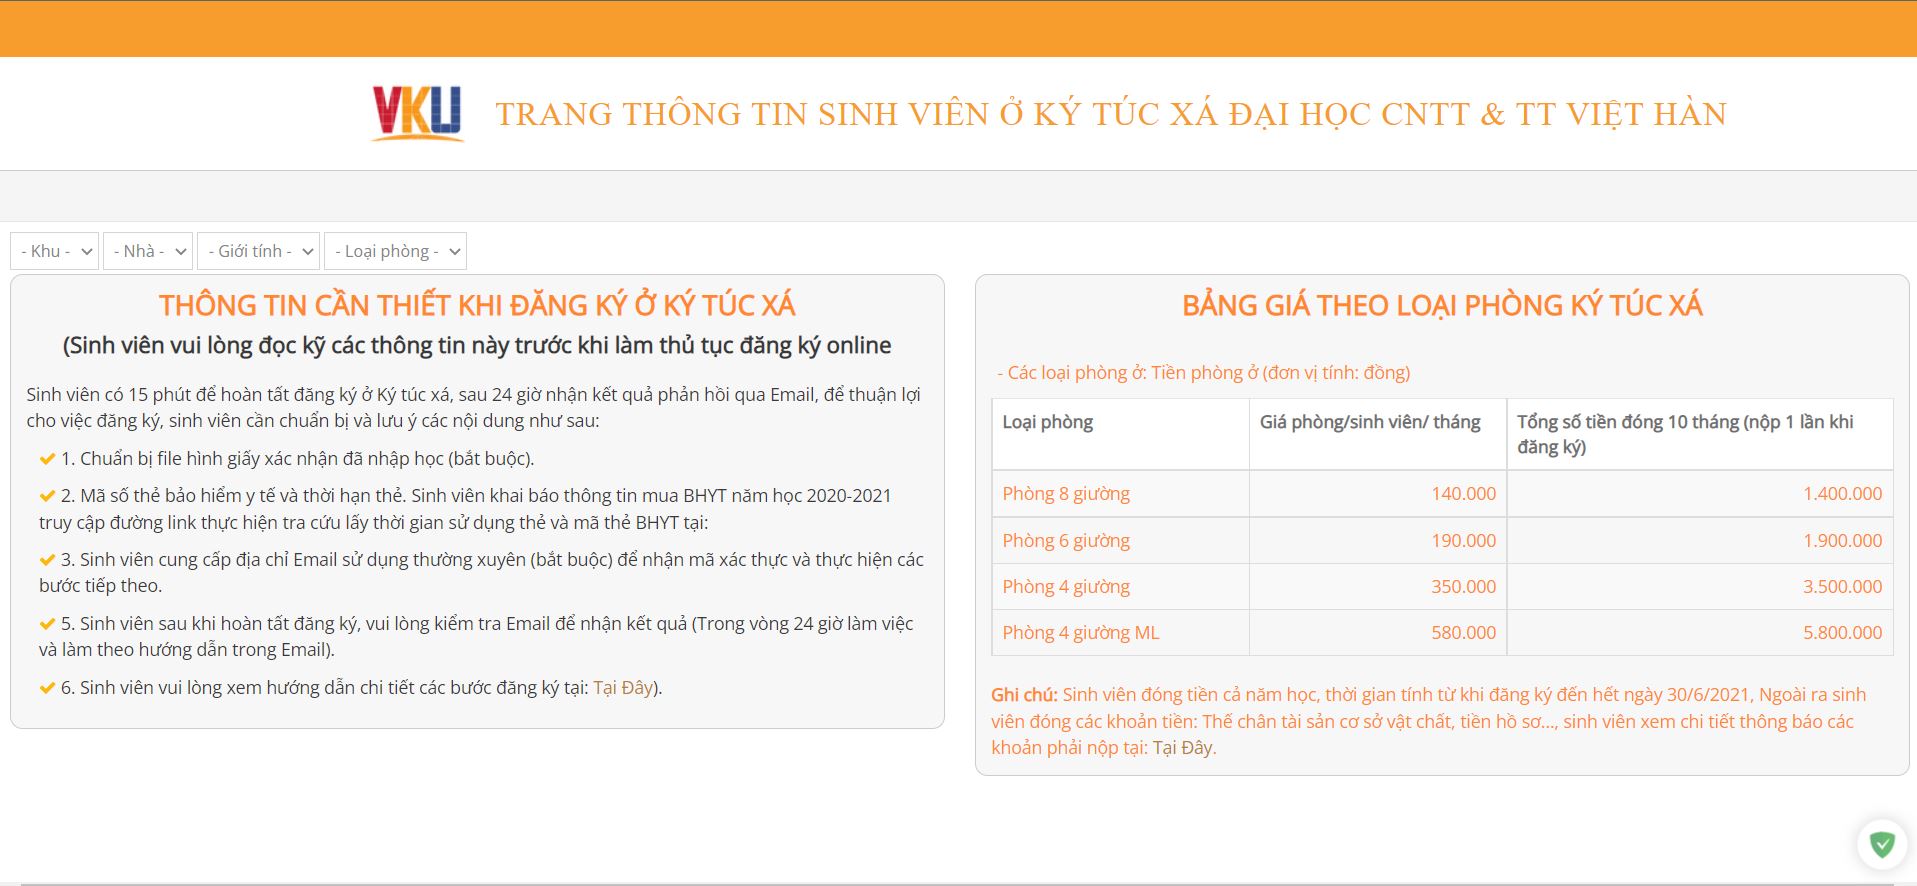 VKU
TRANG THÔNG TIN SINH VIÊN Ở KÝ TÚC XÁ ĐẠI HỌC CNTT & TT VIỆT HÀN
- Khu -
- Nhà -
- Giới tính -
- Loại phòng -
THÔNG TIN CẦN THIẾT KHI ĐĂNG KÝ Ở KÝ TÚC XÁ
(Sinh viên vui lòng đọc kỹ các thông tin này trước khi làm thủ tục đăng ký online
Sinh viên có 15 phút để hoàn tất đăng ký ở Ký túc xá, sau 24 giờ nhận kết quả phản hồi qua Email, để thuận lợi
cho việc đăng ký, sinh viên cần chuẩn bị và lưu ý các nội dung như sau:
1. Chuẩn bị file hình giấy xác nhận đã nhập học (bắt buộc).
2. Mã số thẻ bảo hiểm y tế và thời hạn thẻ. Sinh viên khai báo thông tin mua BHYT năm học 2020-2021
truy cập đường link thực hiện tra cứu lấy thời gian sử dụng thẻ và mã thẻ BHYT tại:
3. Sinh viên cung cấp địa chỉ Email sử dụng thường xuyên (bắt buộc) để nhận mã xác thực và thực hiện các
bước tiếp theo.
5. Sinh viên sau khi hoàn tất đăng ký, vui lòng kiểm tra Email để nhận kết quả (Trong vòng 24 giờ làm việc
và làm theo hướng dẫn trong Email).
6. Sinh viên vui lòng xem hướng dẫn chi tiết các bước đăng ký tại: Tại Đây).
BẢNG GIÁ THEO LOẠI PHÒNG KÝ TÚC XÁ
- Các loại phòng ở: Tiền phòng ở (đơn vị tính: đồng)
Loại phòng
Giá phòng/sinh viên/ tháng
Tổng số tiền đóng 10 tháng (nộp 1 lần khi
đăng ký)
Phòng 8 giường
140.000
1.400.000
Phòng 6 giường
190.000
1.900.000
Phòng 4 giường
350.000
3.500.000
Phòng 4 giường ML
580.000
5.800.000
Ghi chú: Sinh viên đóng tiền cả năm học, thời gian tính từ khi đăng ký đến hết ngày 30/6/2021, Ngoài ra sinh
viên đóng các khoản tiền: Thế chân tài sản cơ sở vật chất, tiền hồ sơ..., sinh viên xem chi tiết thông báo các
khoản phải nộp tại: Tại Đây.